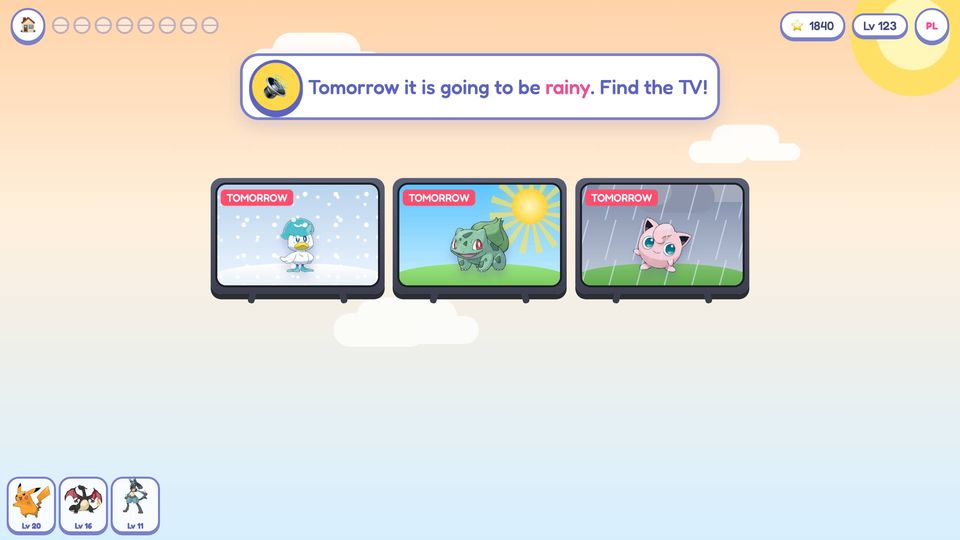 1840
Lv 123
PL
Tomorrow it is going to be rainy. Find the TV!
TOMORROW
TOMORROW
TOMORROW
Lv 20
Lv 16
Lv 11